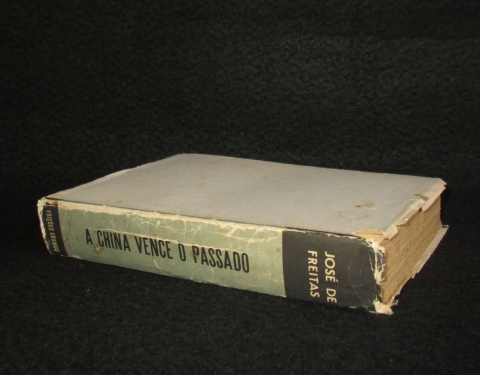 A CHINA VENCE O PASSADO
JOSÉ DE
FREITAS